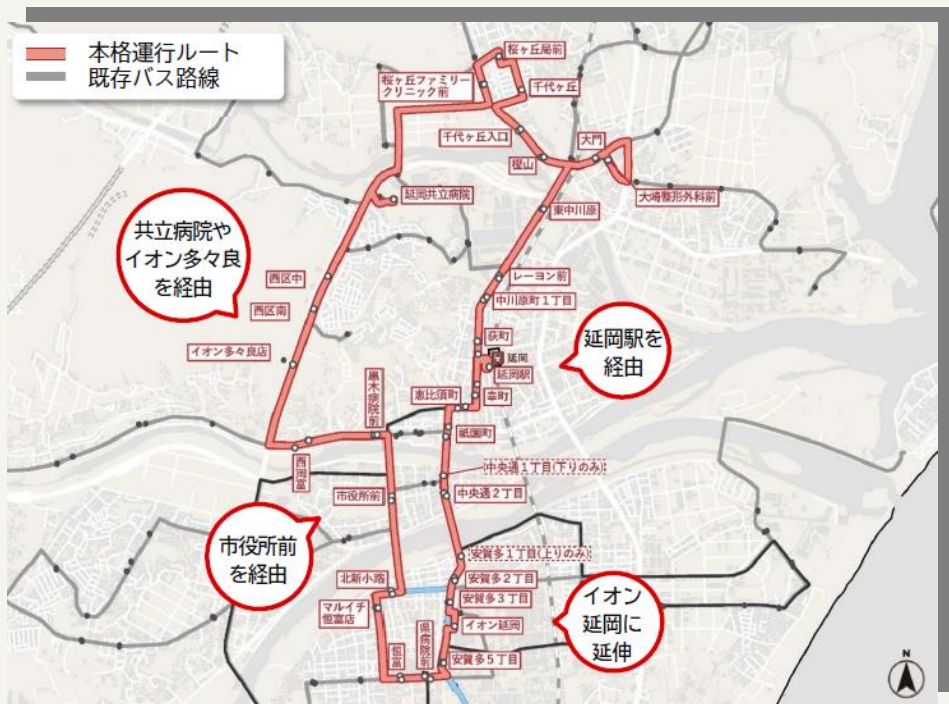 本格運行ルート
既存バス路線
桜ヶ丘局前
桜ヶ丘ファミリー
クリニック前
千代ヶ丘
千代ヶ丘入口
大門
樫山
大埼整形外科前
延岡共立病院
東中川原
共立病院や
イオン多々良
を経由
西区中
レーヨン前
西区南
中川原町1丁目
萩町
延岡駅を
経由
イオン多々良店
延岡
延岡駅
黒木病院前
恵比須町
幸町
祇園町
西岡富
中央通1丁目(下りのみ)
市役所前
中央通2丁目
市役所前
を経由
安賀多1丁目(上りのみ)
北新小路
安賀多2丁目
安賀多3丁目
イオン
延岡に
延伸
マルイチ
恒富店
イオン延岡
県病院前
恒富
安賀多5丁目
N